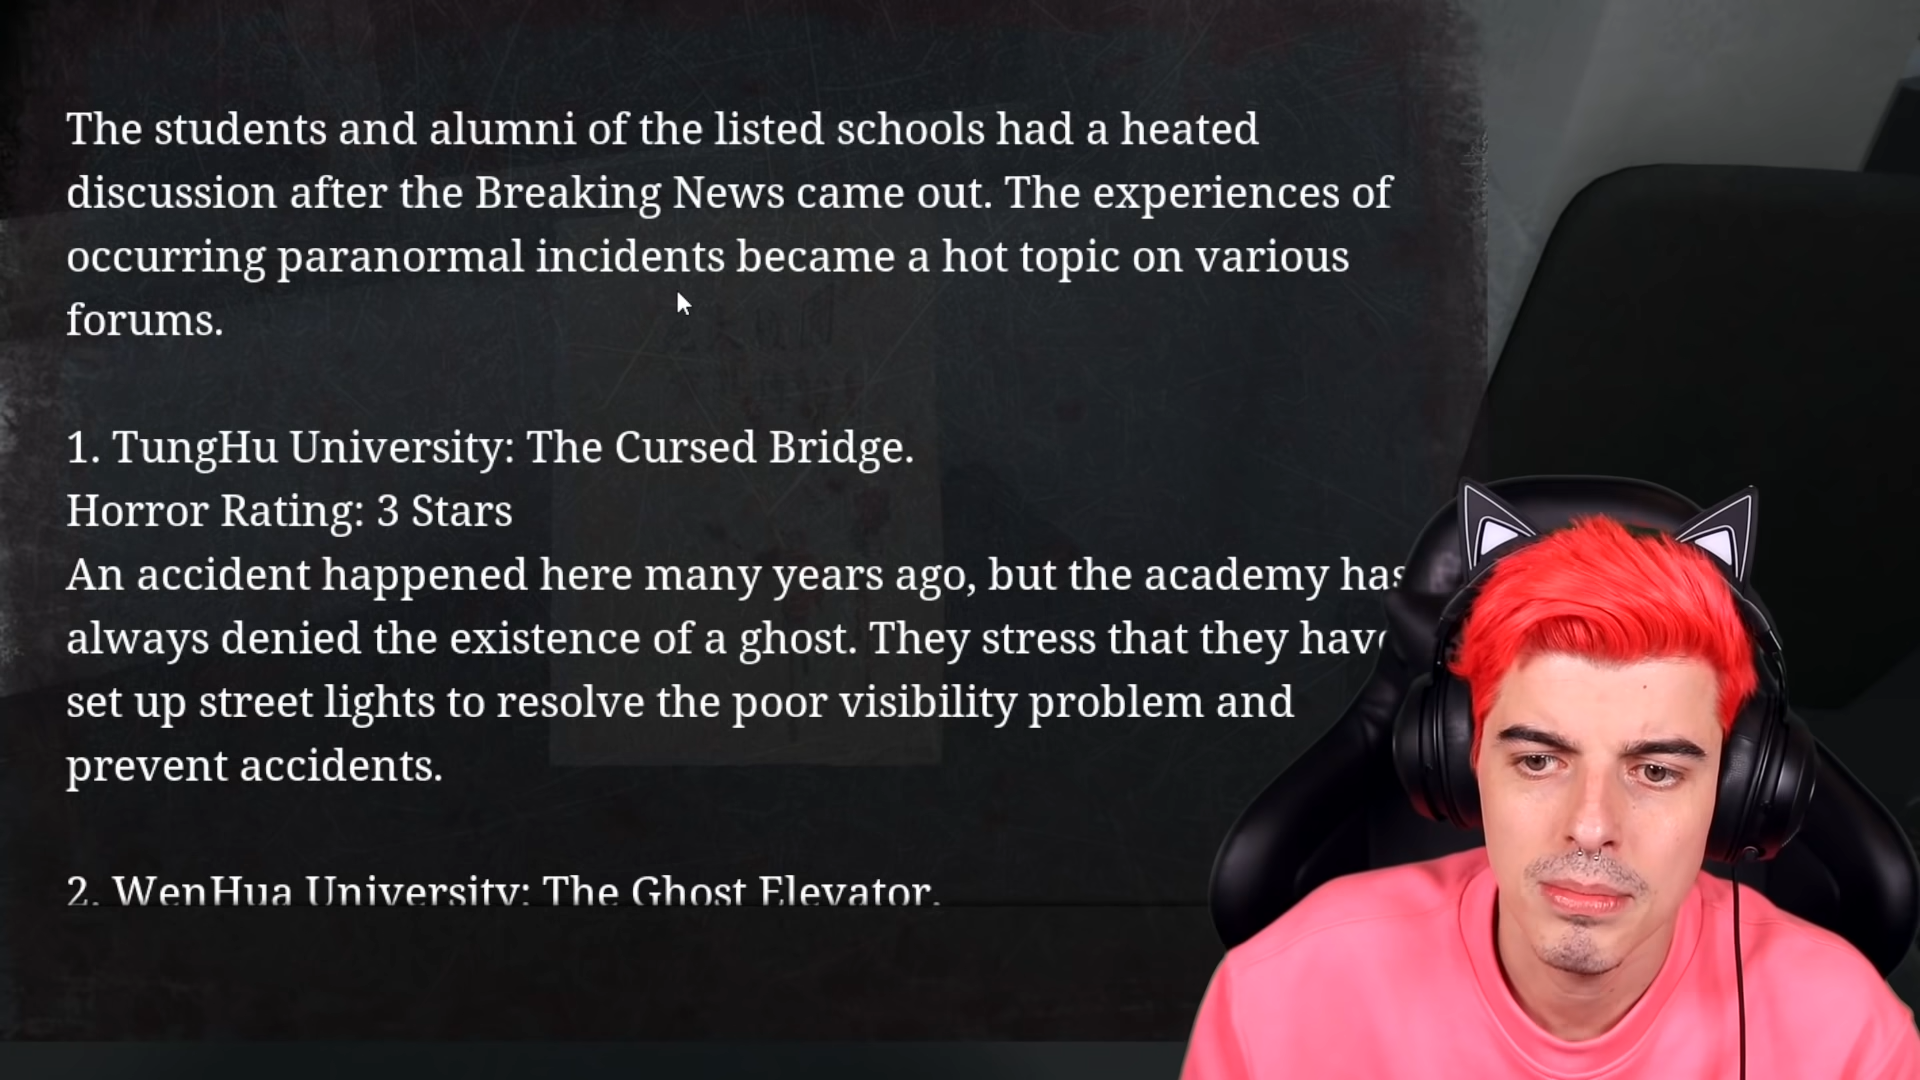 The students and alumni of the listed schools had a heated
discussion after the Breaking News came out. The experiences of
occurring paranormal incidents became a hot topic on various
forums.
1. TungHu University: The Cursed Bridge.
Horror Rating: 3 Stars
An accident happened here many years ago, but the academy has
always denied the existence of a ghost. They stress that they have
set up street lights to resolve the poor visibility problem and
prevent accidents.
2. WenHua University: The Ghost Elevator.